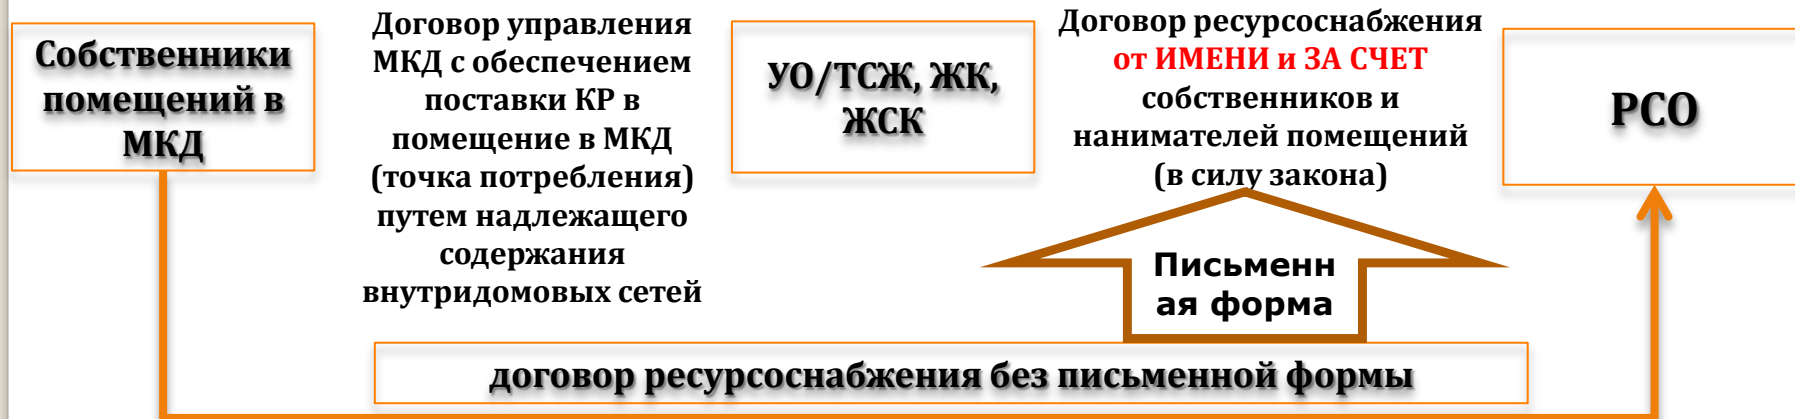 Собственники
помещений в
МКД
Договор управления
МКД с обеспечением
поставки КР в
помещение в МКД
(точка потребления)
путем надлежащего
содержания
внутридомовых сетей
УО/ТСЖ, ЖК,
ЖСК
Договор ресурсоснабжения
от ИМЕНИ и ЗА СЧЕТ
собственников и
нанимателей помещений
(в силу закона)
РСО
Письменн
ая форма
договор ресурсоснабжения без письменной формы